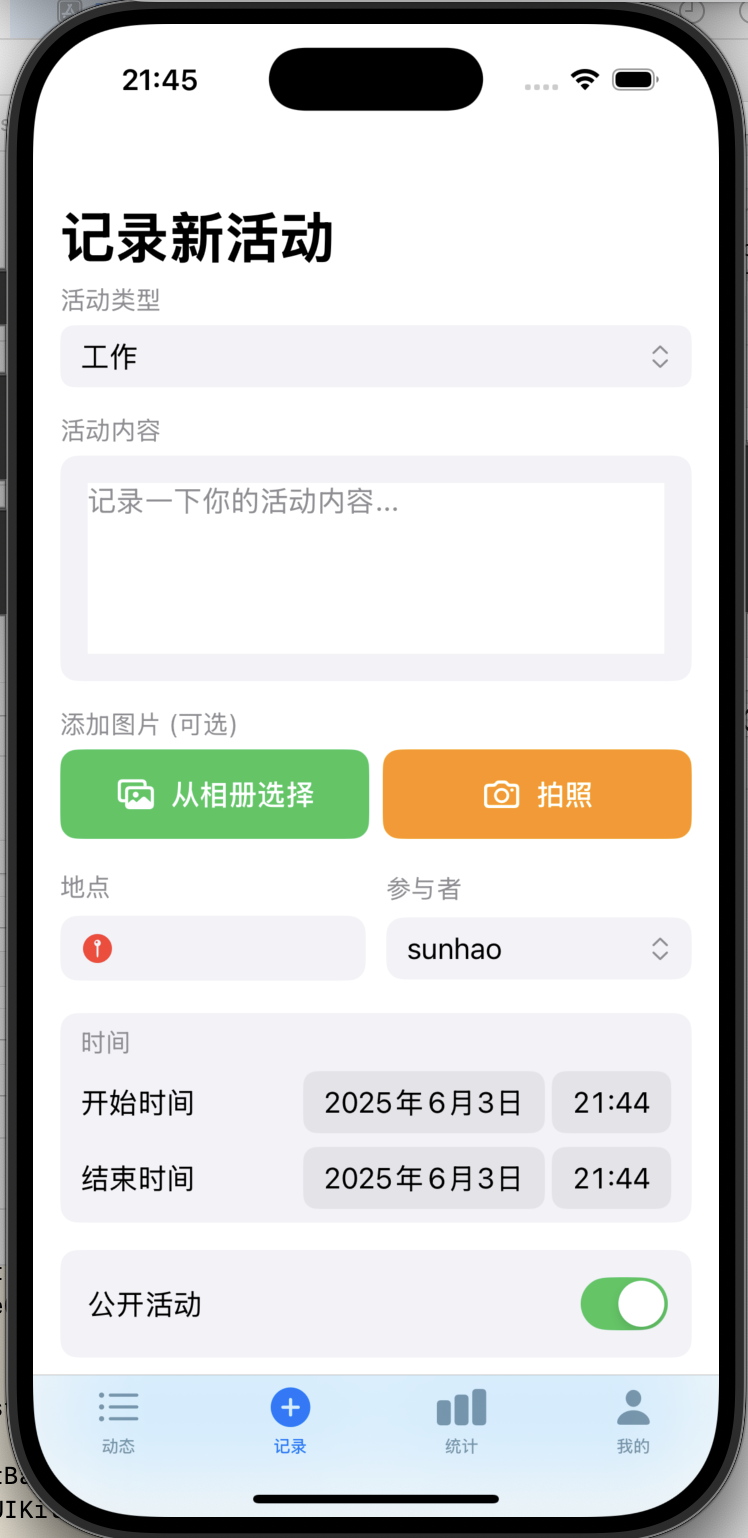 21:45
记录新活动
活动类型
工作
活动内容
记录一下你的活动内容...
添加图片 (可选)
从相册选择
拍照
地点
参与者
sunhao
时间
开始时间
2025年6月3日
21:44
结束时间
2025年6月3日
21:44
公开活动
动态
记录
统计
我的